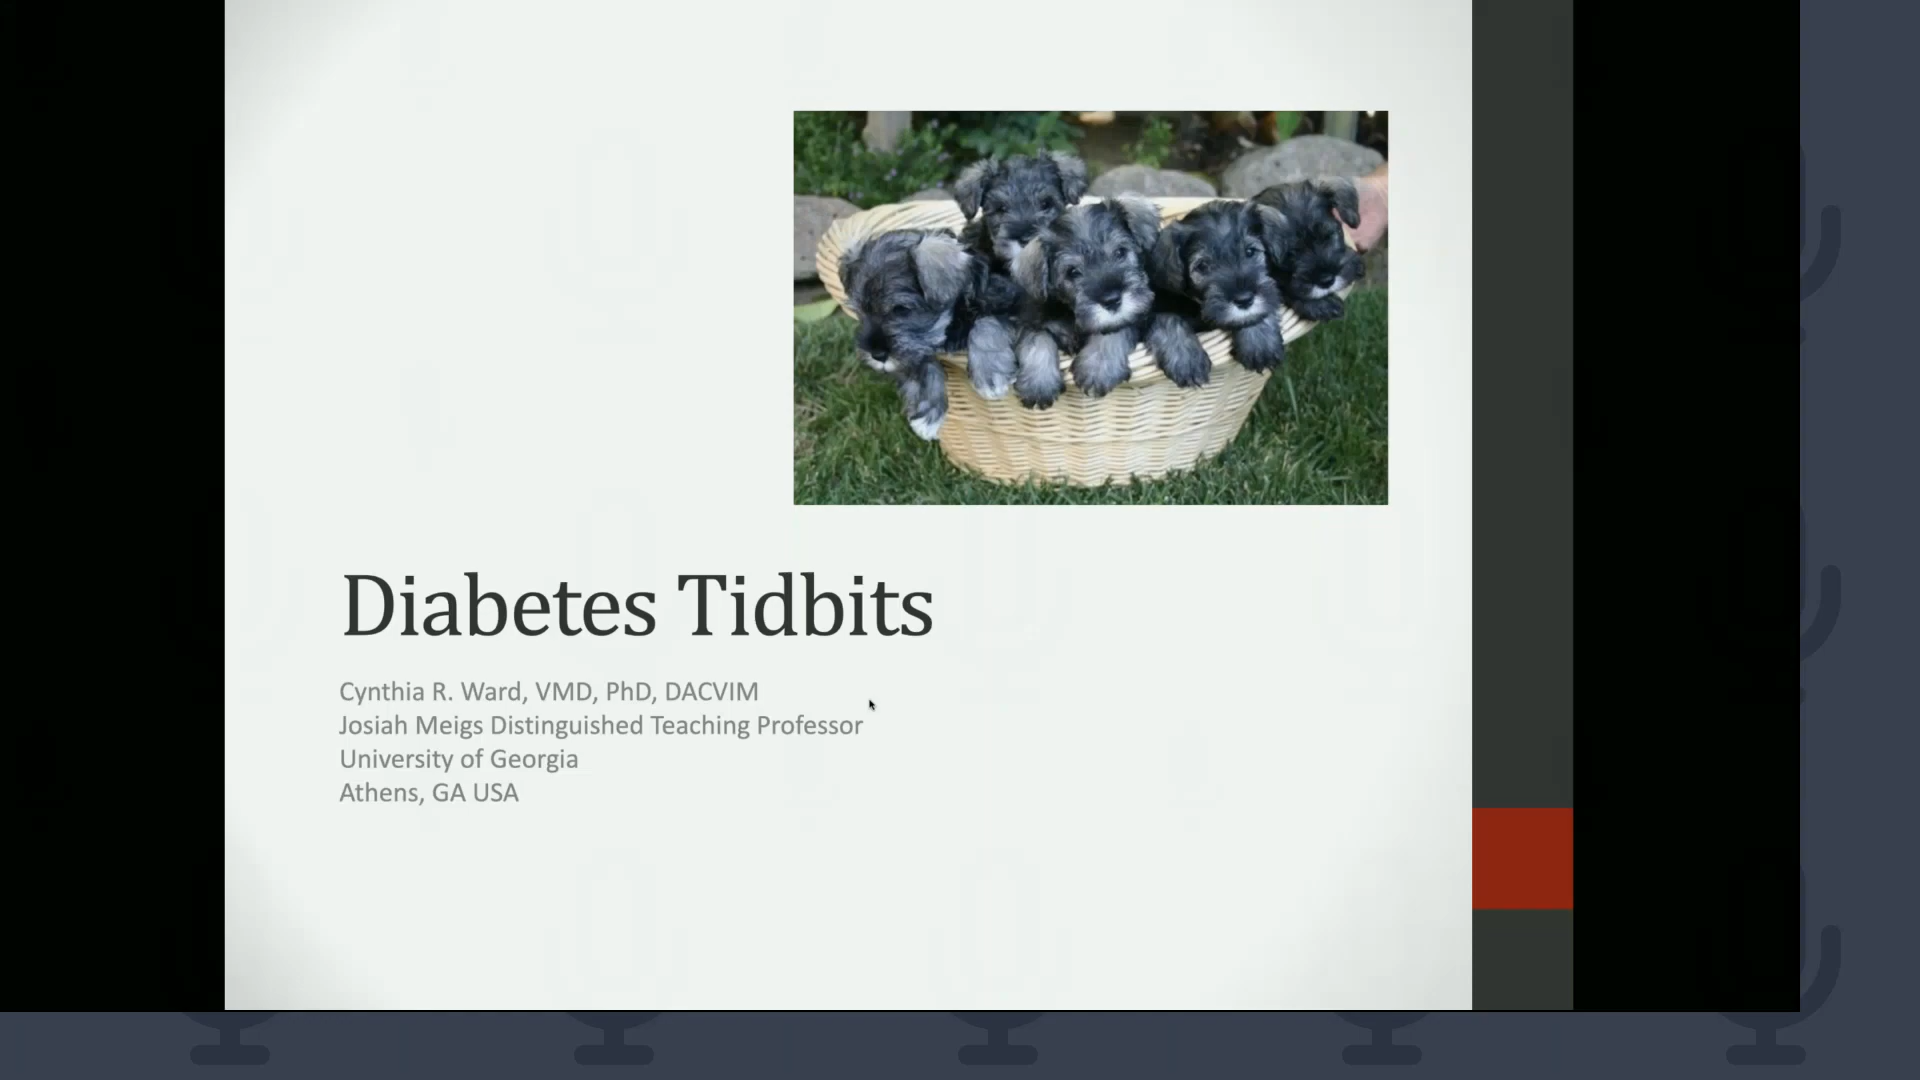 Diabetes Tidbits
Cynthia R. Ward, VMD, PhD, DACVIM
Josiah Meigs Distinguished Teaching Professor
University of Georgia
Athens, GA USA